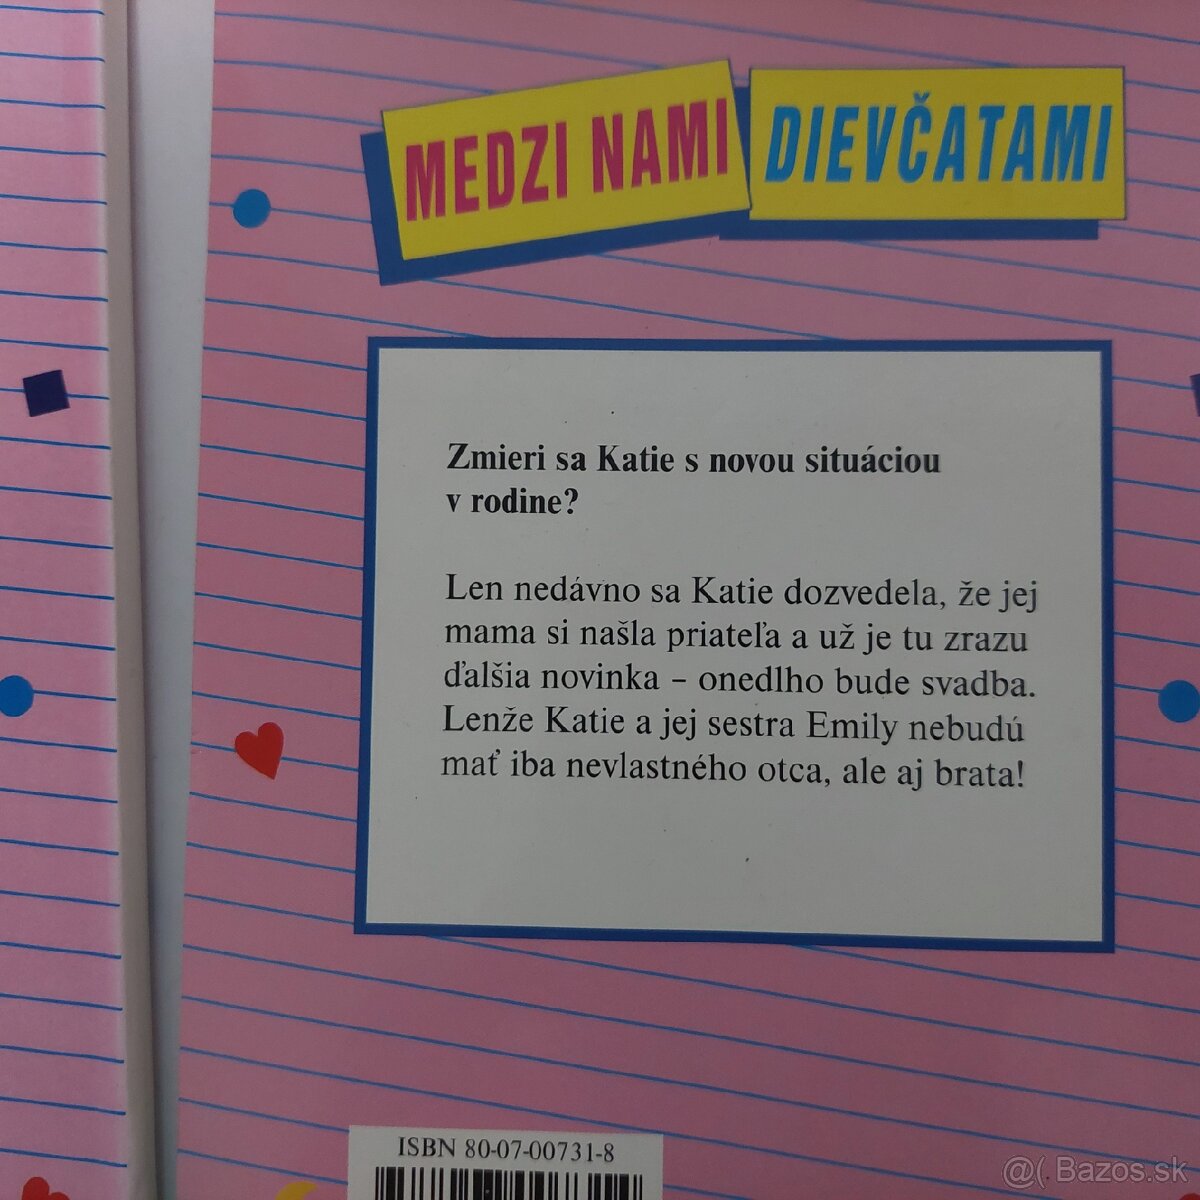 MEDZI NAMI DIEVČATAMI
Zmieri sa Katie s novou situáciou
v rodine?
Len nedávno sa Katie dozvedela, že jej
mama si našla priateľa a už je tu zrazu
ďalšia novinka – onedlho bude svadba.
Lenže Katie a jej sestra Emily nebudú
mať iba nevlastného otca, ale aj brata!
ISBN 80-07-00731-8
@( Bazos.sk